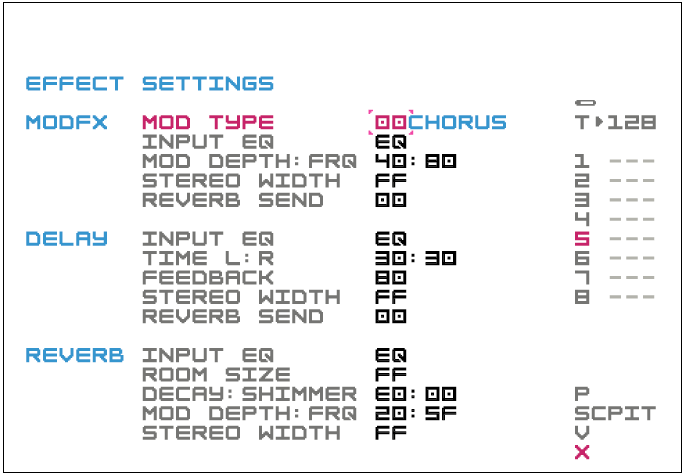 EFFECT SETTINGS
MODFX MOD TYPE 00CHORUS
INPUT EQ EQ
MOD DEPTH:FRQ 40:80
STEREO WIDTH FF
REVERB SEND 00
DELAY INPUT EQ EQ
TIME L:R 30:30
FEEDBACK 80
STEREO WIDTH FF
REVERB SEND 00
REVERB INPUT EQ EQ
ROOM SIZE FF
DECAY:SHIMMER E0:00
MOD DEPTH:FRQ 20:5F
STEREO WIDTH FF
T▸128
1 ---
2 ---
3 ---
4 ---
5 ---
6 ---
7 ---
8 ---
P
SCPIT
V
X